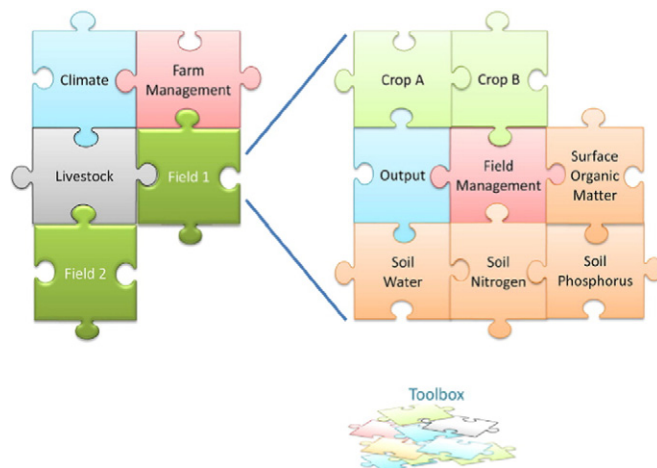 Climate
Farm
Management
Livestock
Field 1
Field 2
Crop A
Crop B
Output
Field
Management
Surface
Organic
Matter
Soil
Water
Soil
Nitrogen
Soil
Phosphorus
Toolbox